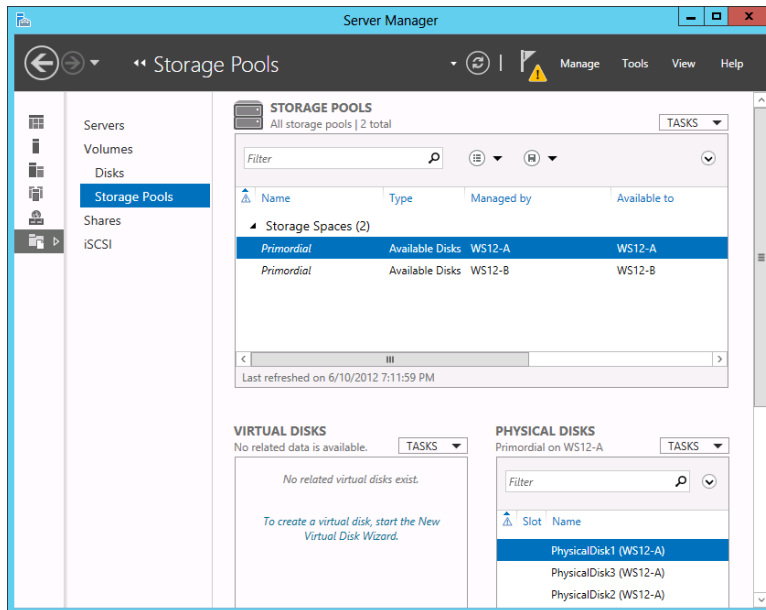 Server Manager
Storage Pools
Manage Tools View Help
Servers
Volumes
Disks
Storage Pools
Shares
iSCSI
STORAGE POOLS
All storage pools | 2 total
TASKS
Filter
Name Type Managed by Available to
Storage Spaces (2)
Primordial Available Disks WS12-A WS12-A
Primordial Available Disks WS12-B WS12-B
Last refreshed on 6/10/2012 7:11:59 PM
VIRTUAL DISKS
No related data is available.
TASKS
No related virtual disks exist.
To create a virtual disk, start the New
Virtual Disk Wizard.
PHYSICAL DISKS
Primordial on WS12-A
TASKS
Filter
Slot Name
PhysicalDisk1 (WS12-A)
PhysicalDisk3 (WS12-A)
PhysicalDisk2 (WS12-A)